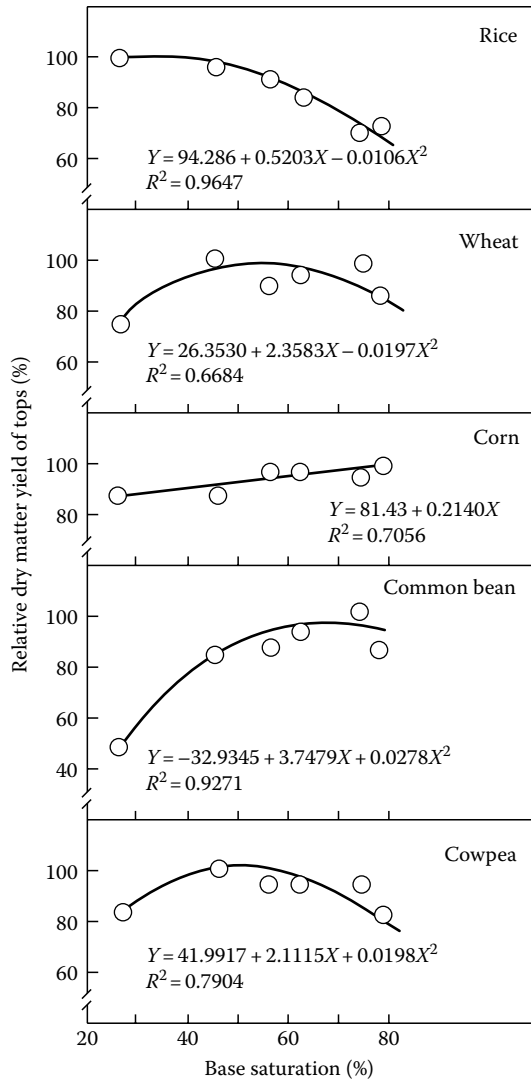 Relative dry matter yield of tops (%)
Rice
100
80
60
Y = 94.286 + 0.5203X – 0.0106X²
R² = 0.9647
Wheat
100
80
60
Y = 26.3530 + 2.3583X – 0.0197X²
R² = 0.6684
Corn
100
80
Y = 81.43 + 0.2140X
R² = 0.7056
Common bean
100
80
60
40
Y = –32.9345 + 3.7479X + 0.0278X²
R² = 0.9271
Cowpea
100
80
60
Y = 41.9917 + 2.1115X + 0.0198X²
R² = 0.7904
20 40 60 80
Base saturation (%)